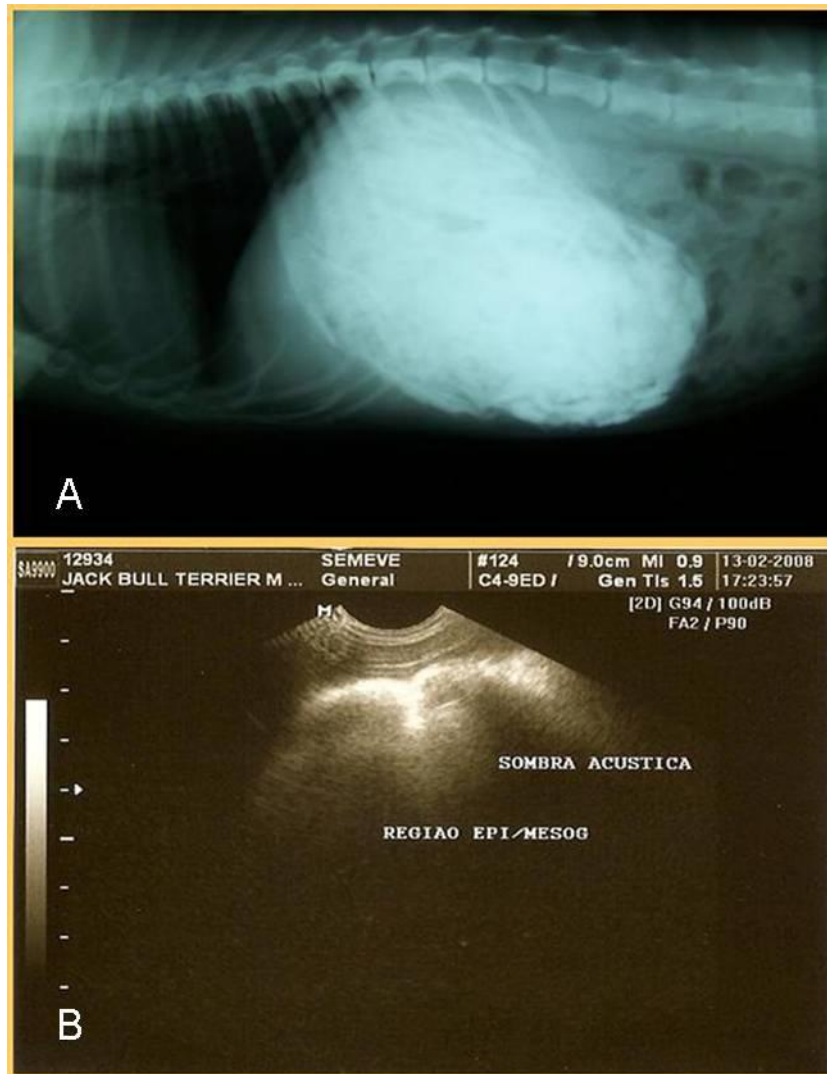 A
SA9900 12934 SEMEVE #124 / 9.0cm MI 0.9 13-02-2008
JACK BULL TERRIER M ... General C4-9ED / Gen TIs 1.5 17:23:57
[2D] G94 / 100dB
FA2 / P90
M
SOMBRA ACUSTICA
REGIAO EPI/MESOG
B